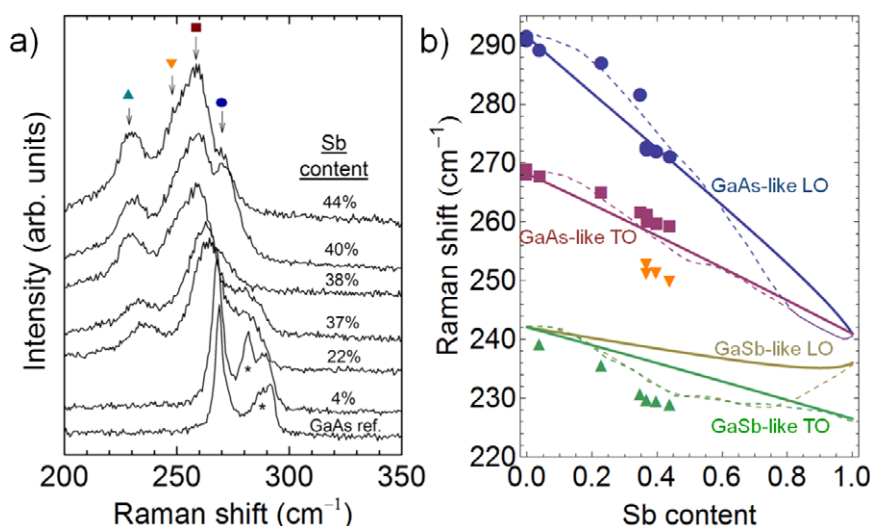 a)
Intensity (arb. units)
Sb
content
44%
40%
38%
37%
22%
4%
GaAs ref.
*
*
200 250 300 350
Raman shift (cm⁻¹)
b)
Raman shift (cm⁻¹)
290
280
270
260
250
240
230
220
GaAs-like LO
GaAs-like TO
GaSb-like LO
GaSb-like TO
0.0 0.2 0.4 0.6 0.8 1.0
Sb content